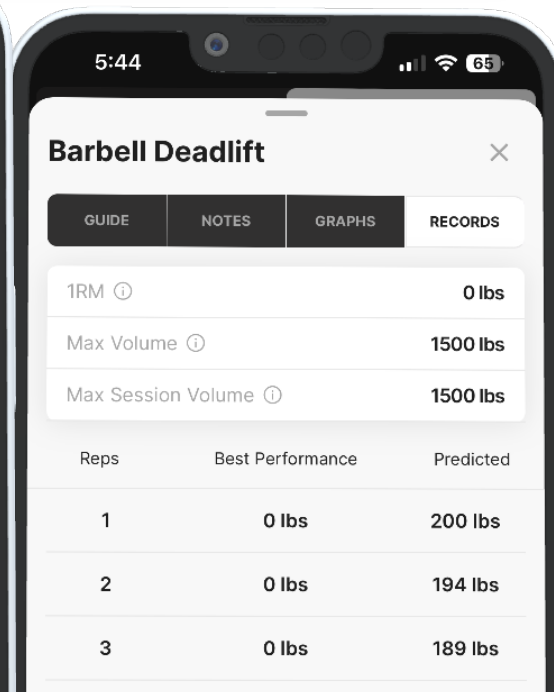 5:44
65
Barbell Deadlift
GUIDE NOTES GRAPHS RECORDS
1RM 0 lbs
Max Volume 1500 lbs
Max Session Volume 1500 lbs
Reps Best Performance Predicted
1 0 lbs 200 lbs
2 0 lbs 194 lbs
3 0 lbs 189 lbs